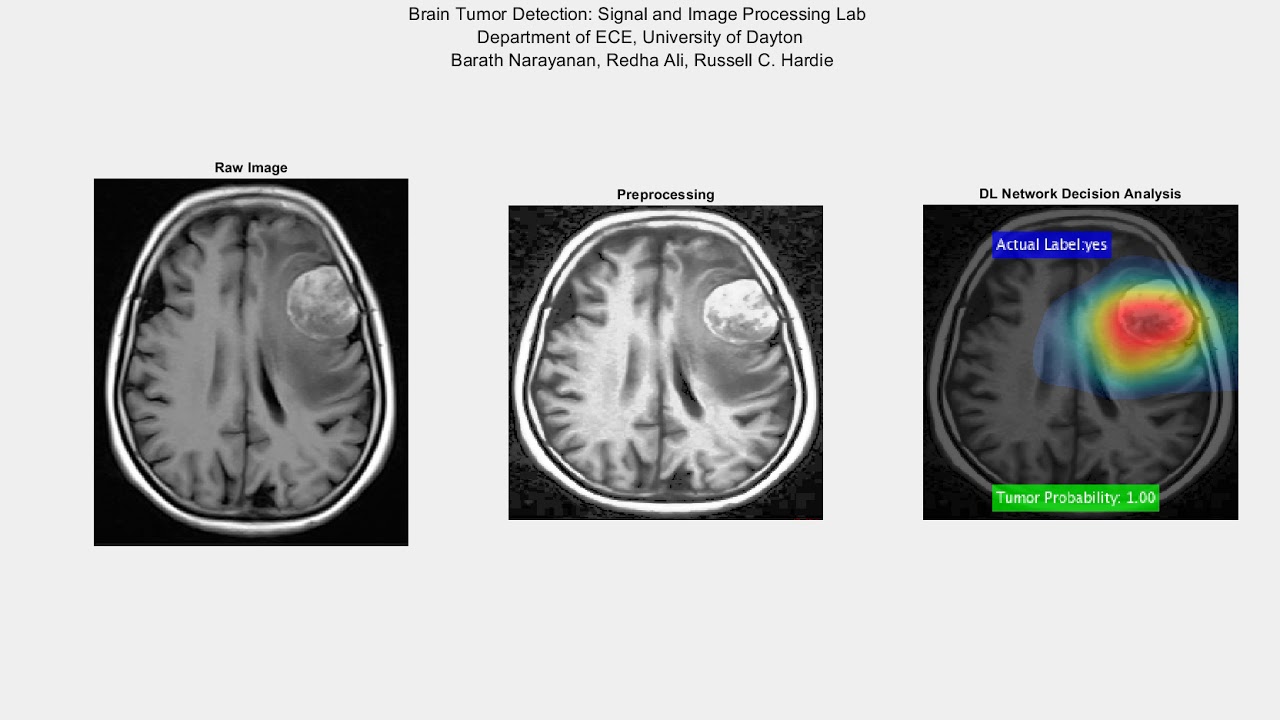 Brain Tumor Detection: Signal and Image Processing Lab
Department of ECE, University of Dayton
Barath Narayanan, Redha Ali, Russell C. Hardie
Raw Image
Preprocessing
DL Network Decision Analysis
Actual Label:yes
Tumor Probability: 1.00